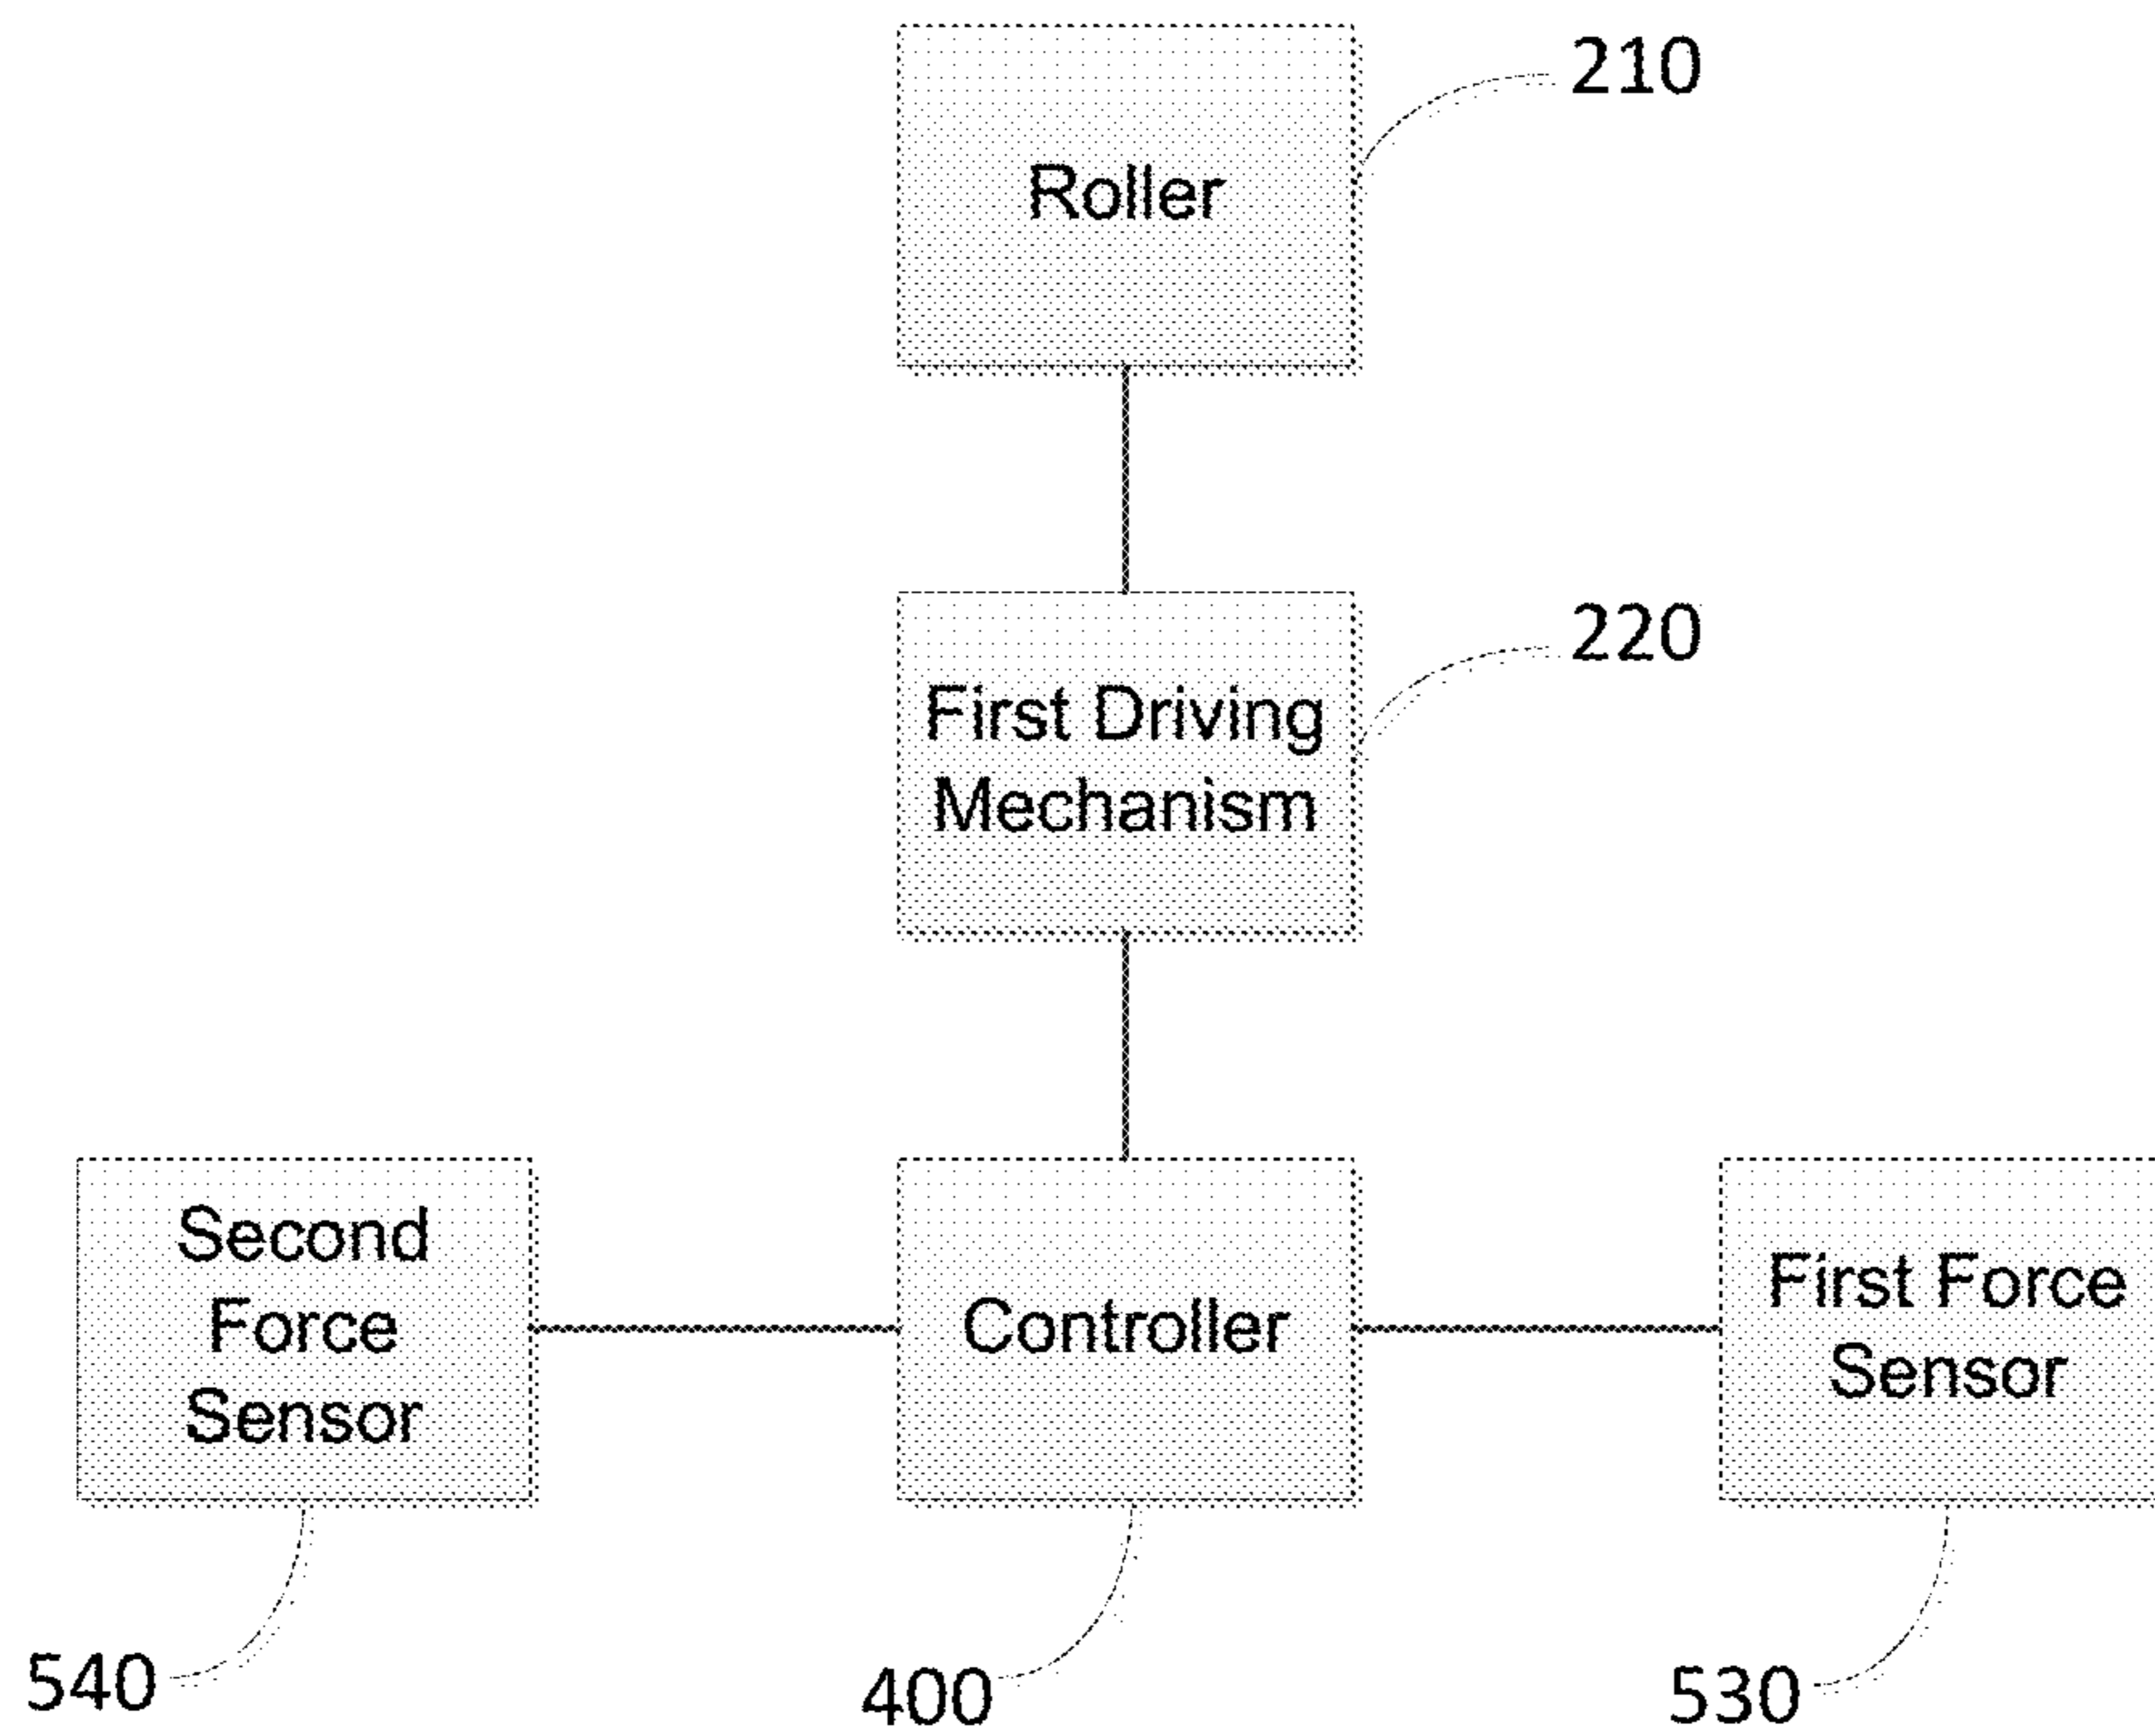 210
Roller
220
First Driving
Mechanism
Second
Force
Sensor
Controller
First Force
Sensor
540
400
530